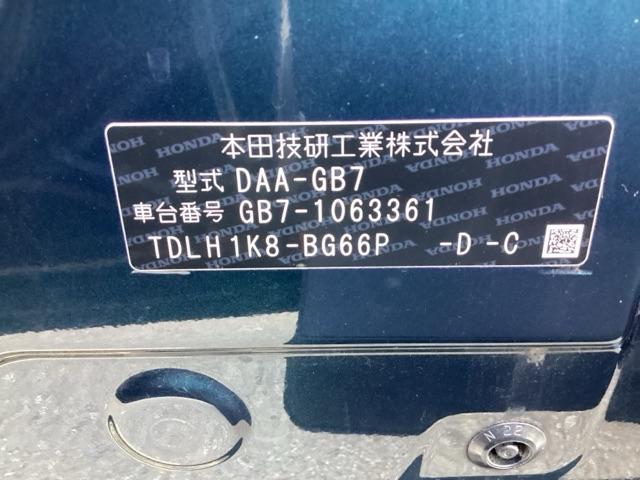 本田技研工業株式会社
型式 DAA-GB7
車台番号 GB7-1063361
TDLH1K8-BG66P -D-C
N 22